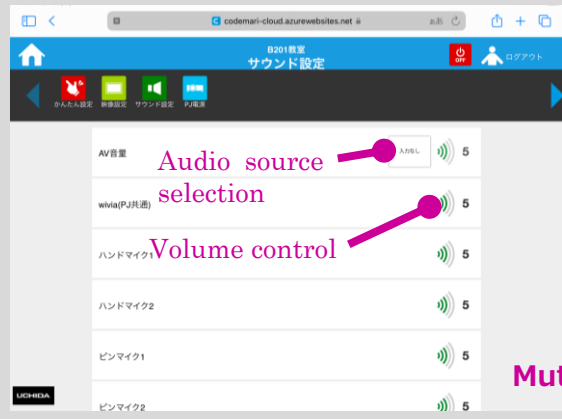 codemari-cloud.azurewebsites.net
ぁあ
B201教室
サウンド設定
OFF
ログアウト
かんたん設定
映像設定
サウンド設定
PJ電源
AV音量
入力なし
5
Audio source
selection
wivia(PJ共通)
5
Volume control
ハンドマイク1
5
ハンドマイク2
5
ピンマイク1
5
Mut
UCHIDA
ピンマイク2
5